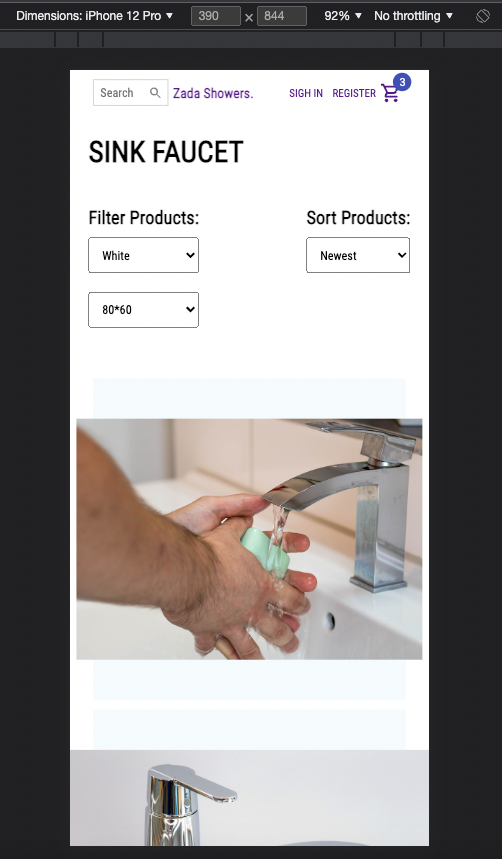 Dimensions: iPhone 12 Pro ▼ 390 × 844 92% ▼ No throttling ▼
Search Zada Showers. SIGH IN REGISTER 3
SINK FAUCET
Filter Products: Sort Products:
White Newest
80*60